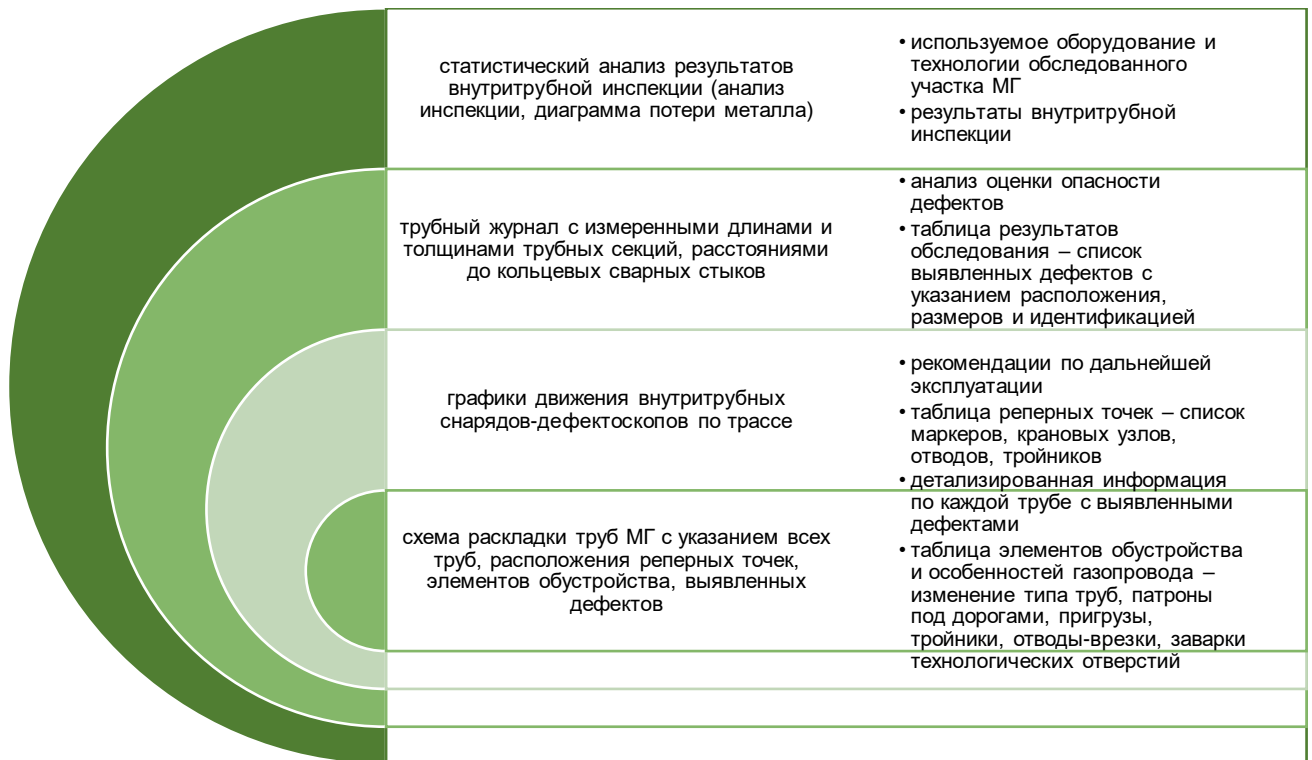 статистический анализ результатов
внутритрубной инспекции (анализ
инспекции, диаграмма потери металла)
• используемое оборудование и
технологии обследованного
участка МГ
• результаты внутритрубной
инспекции
трубный журнал с измеренными длинами и
толщинами трубных секций, расстояниями
до кольцевых сварных стыков
• анализ оценки опасности
дефектов
• таблица результатов
обследования – список
выявленных дефектов с
указанием расположения,
размеров и идентификацией
графики движения внутритрубных
снарядов-дефектоскопов по трассе
• рекомендации по дальнейшей
эксплуатации
• таблица реперных точек – список
маркеров, крановых узлов,
отводов, тройников
• детализированная информация
по каждой трубе с выявленными
дефектами
схема раскладки труб МГ с указанием всех
труб, расположения реперных точек,
элементов обустройства, выявленных
дефектов
• таблица элементов обустройства
и особенностей газопровода –
изменение типа труб, патроны
под дорогами, пригрузы,
тройники, отводы-врезки, заварки
технологических отверстий